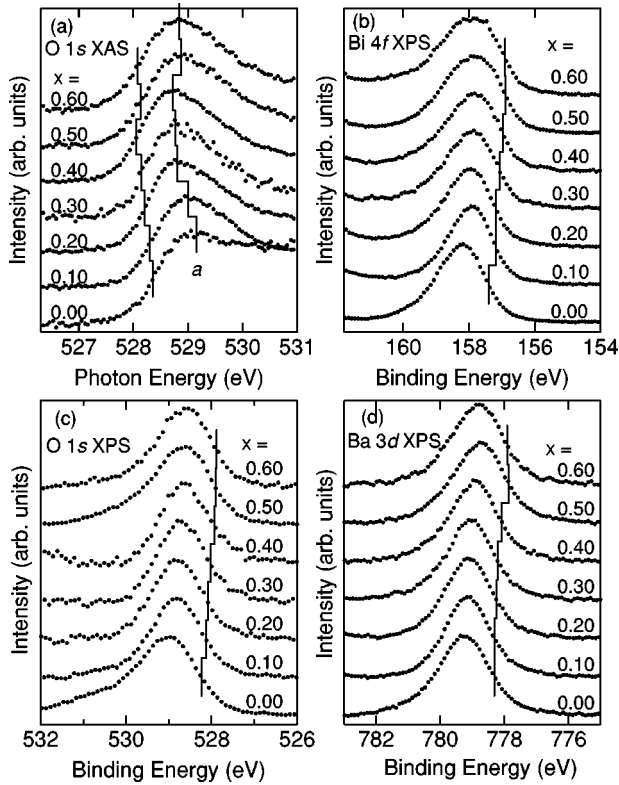 (a)
O 1s XAS
x =
0.60
0.50
0.40
0.30
0.20
0.10
0.00
a
Intensity (arb. units)
527 528 529 530 531
Photon Energy (eV)
(b)
Bi 4f XPS
x =
0.60
0.50
0.40
0.30
0.20
0.10
0.00
Intensity (arb. units)
160 158 156 154
Binding Energy (eV)
(c)
O 1s XPS
x =
0.60
0.50
0.40
0.30
0.20
0.10
0.00
Intensity (arb. units)
532 530 528 526
Binding Energy (eV)
(d)
Ba 3d XPS
x =
0.60
0.50
0.40
0.30
0.20
0.10
0.00
Intensity (arb. units)
782 780 778 776
Binding Energy (eV)